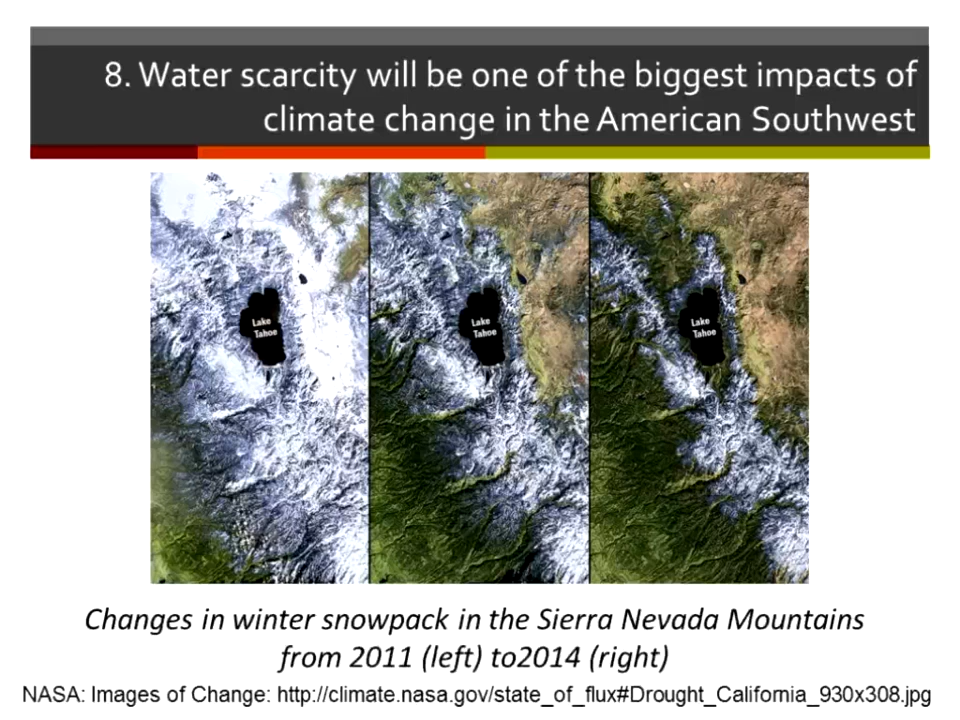 8. Water scarcity will be one of the biggest impacts of
climate change in the American Southwest
Lake
Tahoe
Lake
Tahoe
Lake
Tahoe
Changes in winter snowpack in the Sierra Nevada Mountains
from 2011 (left) to2014 (right)
NASA: Images of Change: http://climate.nasa.gov/state_of_flux#Drought_California_930x308.jpg